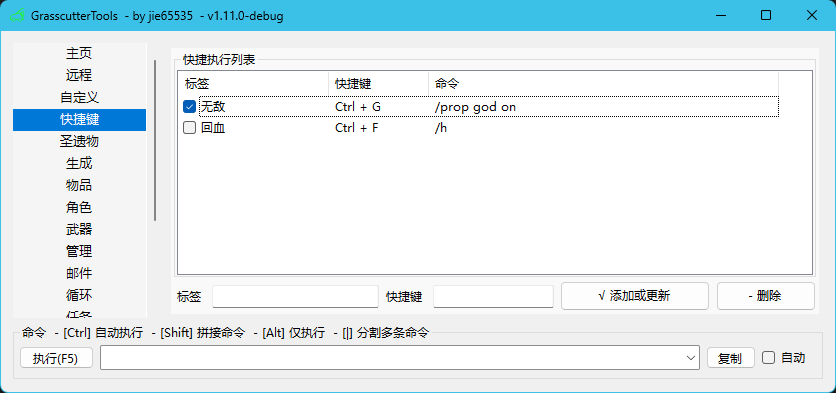 GrasscutterTools - by jie65535 - v1.11.0-debug
主页
远程
自定义
快捷键
圣遗物
生成
物品
角色
武器
管理
邮件
循环
任务
快捷执行列表
标签 快捷键 命令
无敌 Ctrl + G /prop god on
回血 Ctrl + F /h
标签 快捷键 √ 添加或更新 - 删除
命令 - [Ctrl] 自动执行 - [Shift] 拼接命令 - [Alt] 仅执行 - [|] 分割多条命令
执行(F5) 复制 自动